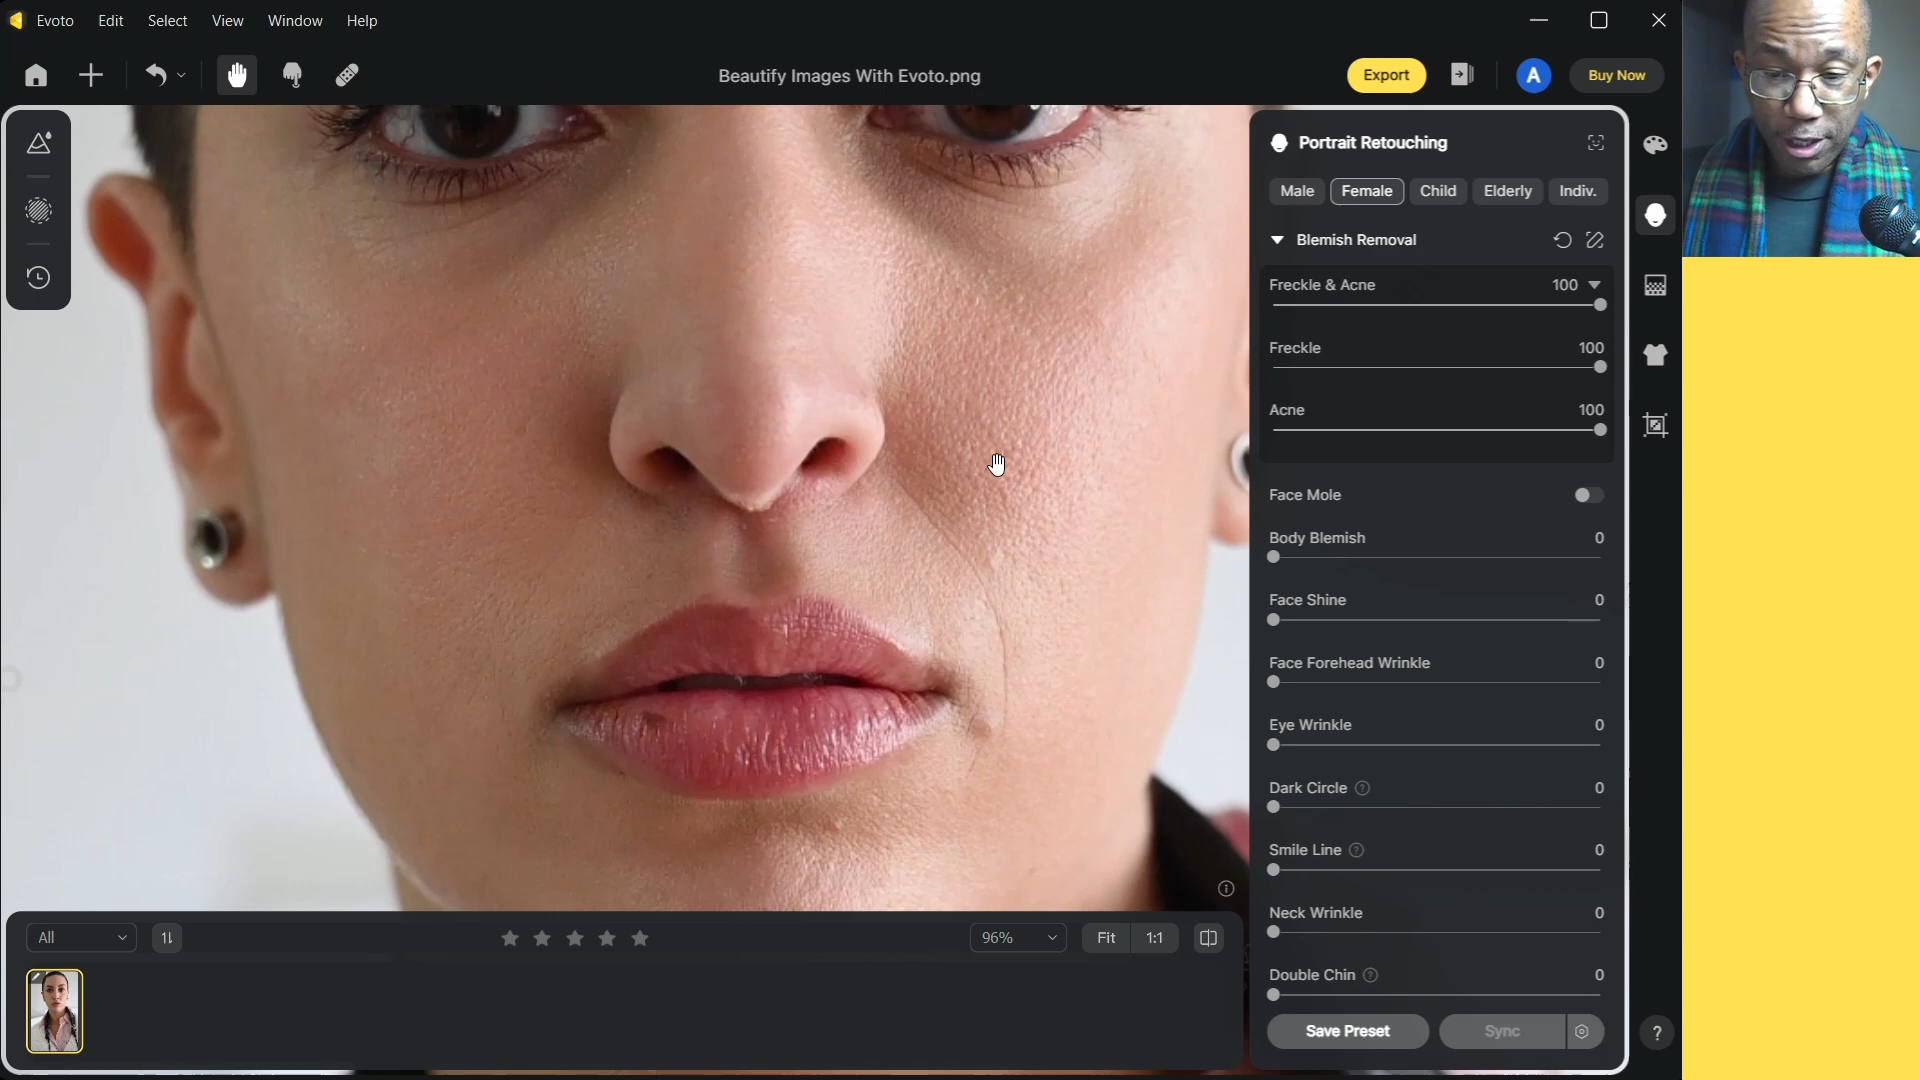 Evoto Edit Select View Window Help
Beautify Images With Evoto.png
Export
A
Buy Now
Portrait Retouching
Male Female Child Elderly Indiv.
Blemish Removal
Freckle & Acne 100
Freckle 100
Acne 100
Face Mole
Body Blemish 0
Face Shine 0
Face Forehead Wrinkle 0
Eye Wrinkle 0
Dark Circle ? 0
Smile Line ? 0
Neck Wrinkle 0
Double Chin ? 0
Save Preset Sync
?
All
96% Fit 1:1